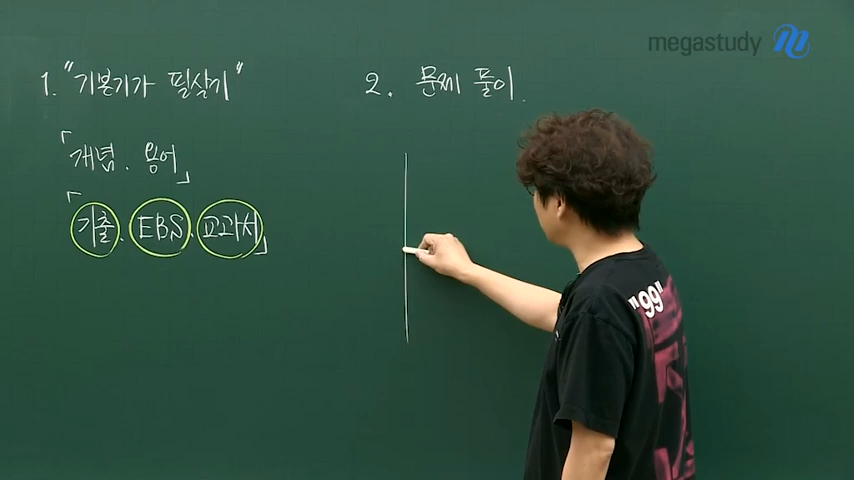 megastudy
1. "기본기가 필살기"
「개념. 용어」
「기출. EBS. 교과서」
2. 문제 풀이.
"99"